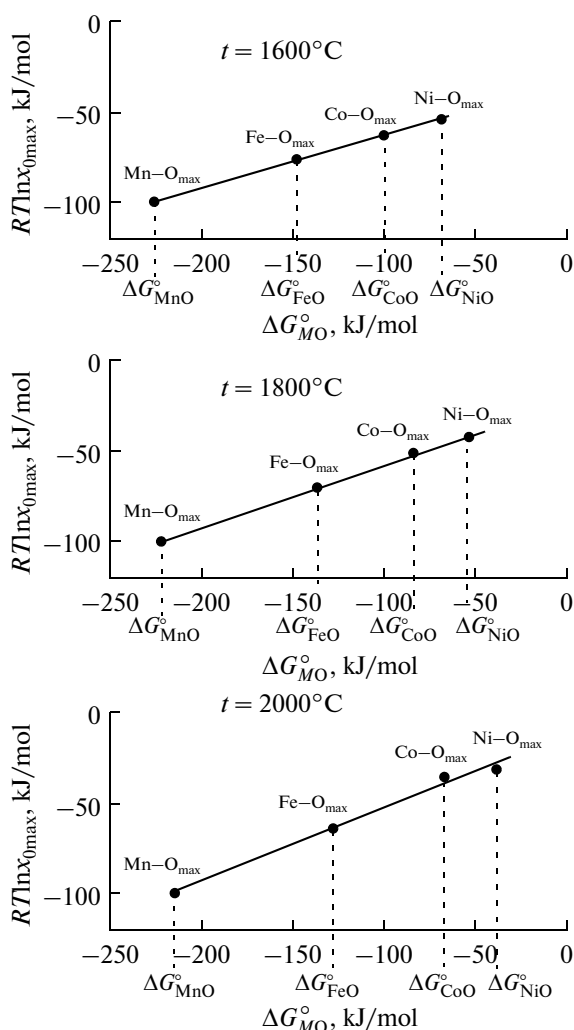 0
t = 1600°C
RTlnx₀ₘₐₓ, kJ/mol
−50
Ni−Oₘₐₓ
Co−Oₘₐₓ
Fe−Oₘₐₓ
Mn−Oₘₐₓ
−100
−250 −200 −150 −100 −50 0
ΔG°MnO ΔG°FeO ΔG°CoO ΔG°NiO
ΔG°MO, kJ/mol
0
t = 1800°C
RTlnx₀ₘₐₓ, kJ/mol
Ni−Oₘₐₓ
Co−Oₘₐₓ
−50
Fe−Oₘₐₓ
Mn−Oₘₐₓ
−100
−250 −200 −150 −100 −50 0
ΔG°MnO ΔG°FeO ΔG°CoO ΔG°NiO
ΔG°MO, kJ/mol
t = 2000°C
0
RTlnx₀ₘₐₓ, kJ/mol
Ni−Oₘₐₓ
Co−Oₘₐₓ
−50
Fe−Oₘₐₓ
Mn−Oₘₐₓ
−100
−250 −200 −150 −100 −50 0
ΔG°MnO ΔG°FeO ΔG°CoO ΔG°NiO
ΔG°MO, kJ/mol